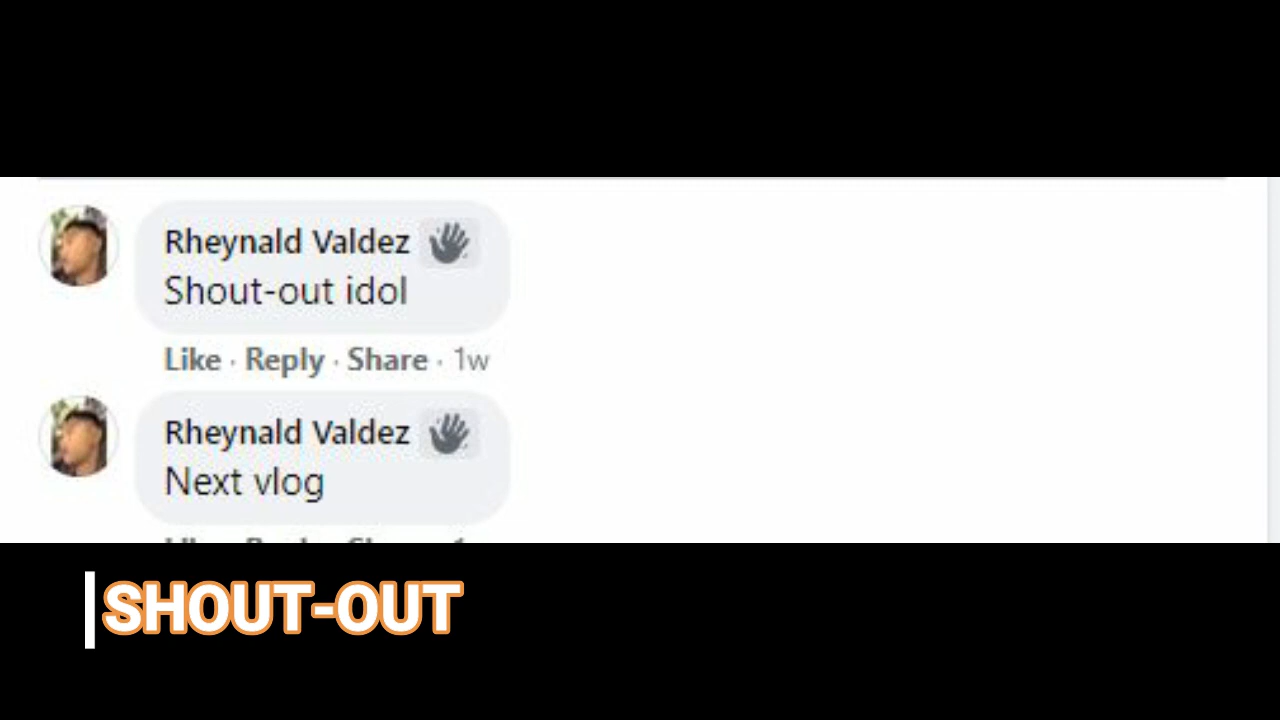 Rheynald Valdez
Shout-out idol
Like · Reply · Share · 1w
Rheynald Valdez
Next vlog
SHOUT-OUT